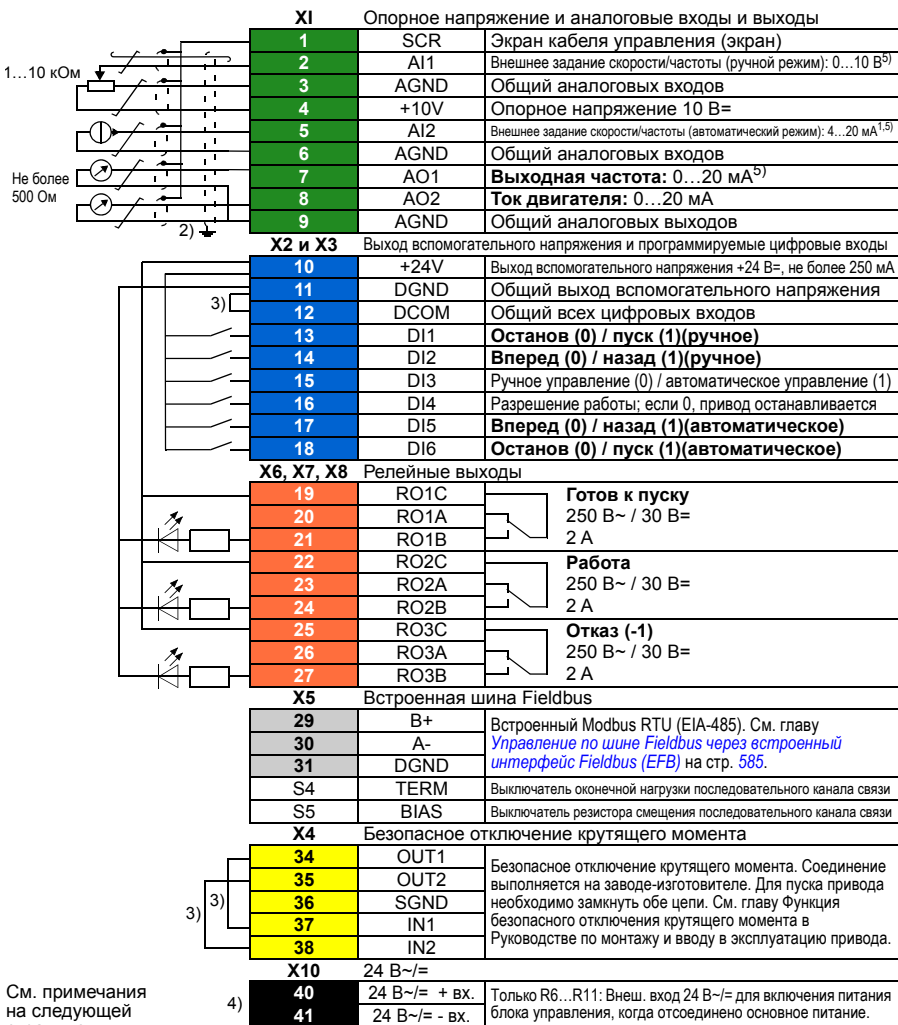 XI Опорное напряжение и аналоговые входы и выходы
1 SCR Экран кабеля управления (экран)
1…10 кОм
2 AI1 Внешнее задание скорости/частоты (ручной режим): 0…10 В5)
3 AGND Общий аналоговых входов
4 +10V Опорное напряжение 10 В=
5 AI2 Внешнее задание скорости/частоты (автоматический режим): 4…20 мА1,5)
6 AGND Общий аналоговых входов
Не более
500 Ом
7 AO1 Выходная частота: 0…20 мА5)
8 AO2 Ток двигателя: 0…20 мА
9 AGND Общий аналоговых выходов
2)
X2 и X3 Выход вспомогательного напряжения и программируемые цифровые входы
10 +24V Выход вспомогательного напряжения +24 В=, не более 250 мА
11 DGND Общий выход вспомогательного напряжения
3)
12 DCOM Общий всех цифровых входов
13 DI1 Останов (0) / пуск (1)(ручное)
14 DI2 Вперед (0) / назад (1)(ручное)
15 DI3 Ручное управление (0) / автоматическое управление (1)
16 DI4 Разрешение работы; если 0, привод останавливается
17 DI5 Вперед (0) / назад (1)(автоматическое)
18 DI6 Останов (0) / пуск (1)(автоматическое)
X6, X7, X8 Релейные выходы
19 RO1C Готов к пуску
20 RO1A 250 В~ / 30 В=
21 RO1B 2 А
22 RO2C Работа
23 RO2A 250 В~ / 30 В=
24 RO2B 2 А
25 RO3C Отказ (-1)
26 RO3A 250 В~ / 30 В=
27 RO3B 2 А
X5 Встроенная шина Fieldbus
29 B+
30 A-
31 DGND
Встроенный Modbus RTU (EIA-485). См. главу
Управление по шине Fieldbus через встроенный
интерфейс Fieldbus (EFB) на стр. 585.
S4 TERM Выключатель оконечной нагрузки последовательного канала связи
S5 BIAS Выключатель резистора смещения последовательного канала связи
X4 Безопасное отключение крутящего момента
34 OUT1
35 OUT2
36 SGND
37 IN1
38 IN2
3)
3)
Безопасное отключение крутящего момента. Соединение
выполняется на заводе-изготовителе. Для пуска привода
необходимо замкнуть обе цепи. См. главу Функция
безопасного отключения крутящего момента в
Руководстве по монтажу и вводу в эксплуатацию привода.
X10 24 В~/=
4)
40 24 В~/= + вх.
41 24 В~/= - вх.
Только R6…R11: Внеш. вход 24 В~/= для включения питания
блока управления, когда отсоединено основное питание.
См. примечания
на следующей